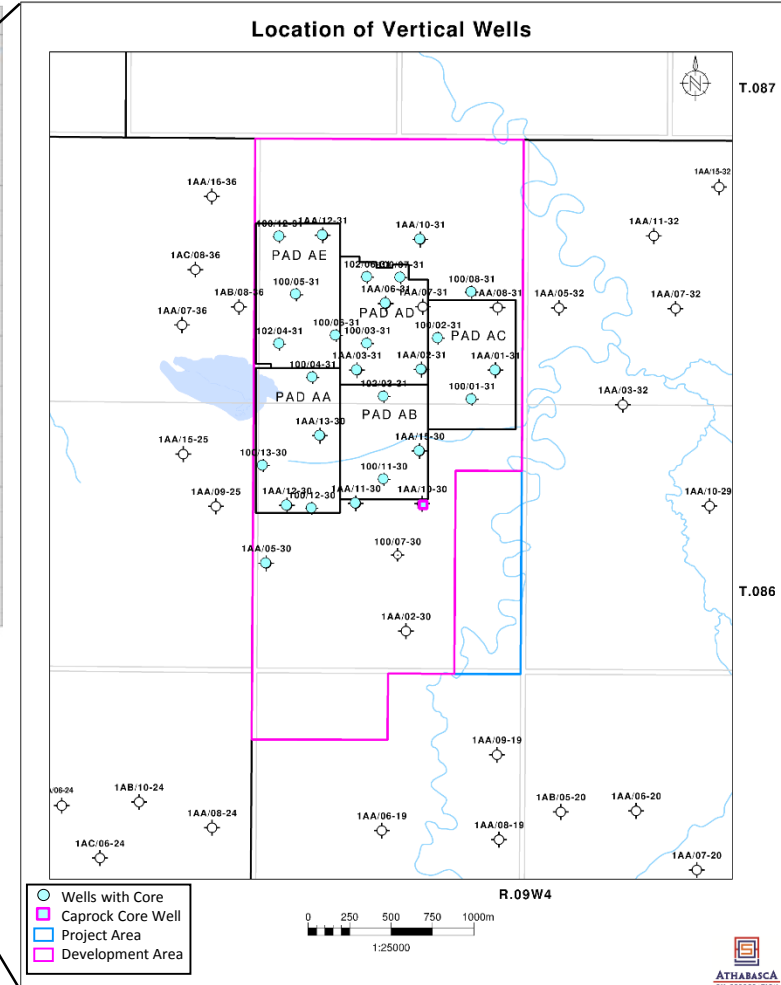 Location of Vertical Wells
T.087
N
1AA/15-32
1AA/16-36
1AA/12-31
1AA/10-31
1AA/11-32
PAD AE
1AC/08-36
100/05-31
100/08-31
1AB/08-36
1AA/06-31
1AA/07-31
1AA/08-31
1AA/05-32
1AA/07-32
PAD AD
1AA/07-36
102/04-31
100/03-31
100/02-31
PAD AC
1AA/03-31
1AA/02-31
1AA/01-31
100/04-31
PAD AA
102/03-31
100/01-31
1AA/03-32
PAD AB
1AA/13-30
1AA/15-30
1AA/15-25
100/13-30
100/11-30
1AA/09-25
1AA/12-30
100/12-30
1AA/11-30
1AA/10-30
1AA/10-29
1AA/05-30
100/07-30
T.086
1AA/02-30
1AA/09-19
1AB/10-24
1AB/05-20
1AA/06-20
1AA/08-24
1AA/06-19
1AA/08-19
1AC/06-24
1AA/07-20
R.09W4
Wells with Core
Caprock Core Well
Project Area
Development Area
0 250 500 750 1000m
1:25000
ATHABASCA